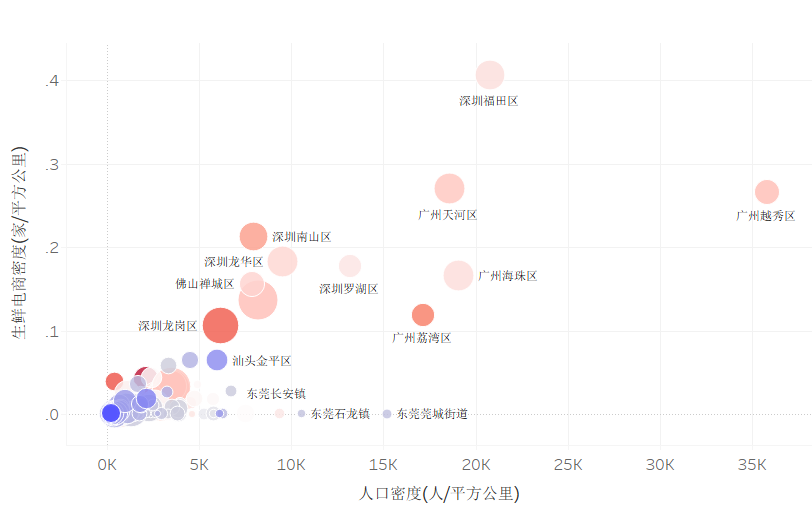 生鲜电商密度(家/平方公里)
.4
.3
.2
.1
.0
深圳福田区
广州天河区
广州越秀区
深圳南山区
深圳龙华区
佛山禅城区
深圳罗湖区
广州海珠区
深圳龙岗区
广州荔湾区
汕头金平区
东莞长安镇
东莞石龙镇
东莞莞城街道
0K
5K
10K
15K
20K
25K
30K
35K
人口密度(人/平方公里)